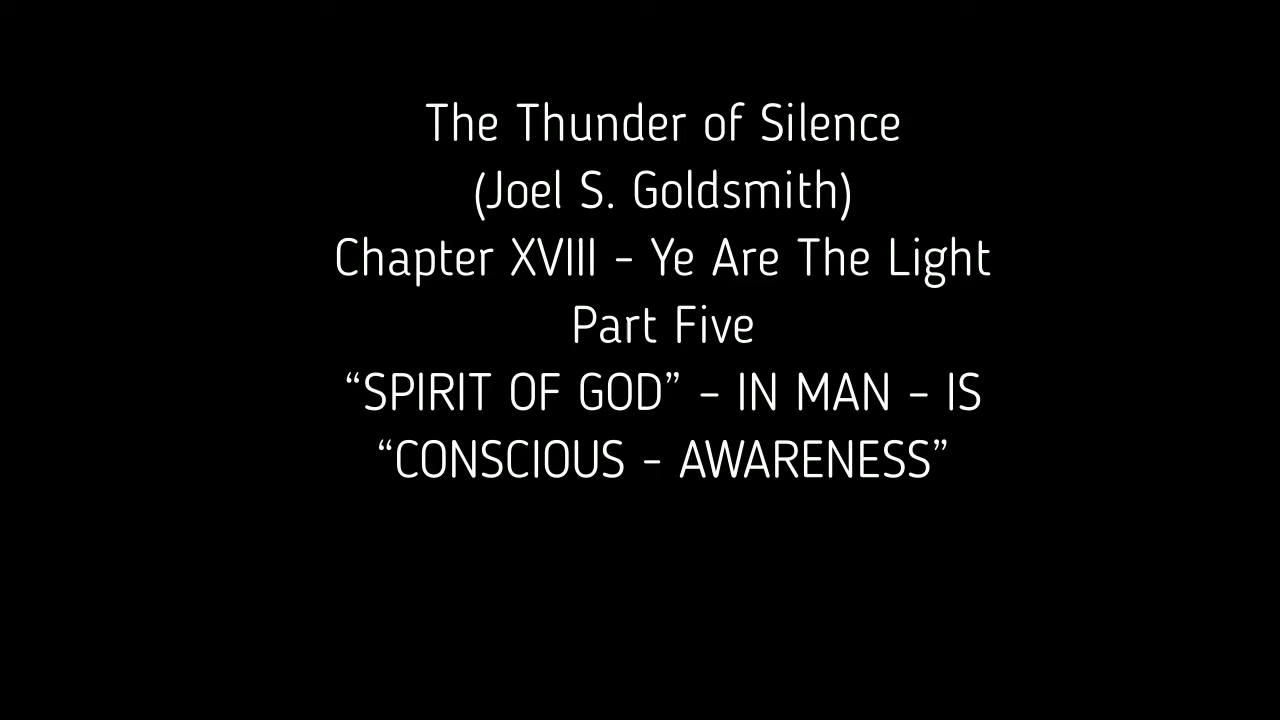 The Thunder of Silence
(Joel S. Goldsmith)
Chapter XVIII - Ye Are The Light
Part Five
“SPIRIT OF GOD” - IN MAN - IS
“CONSCIOUS - AWARENESS”